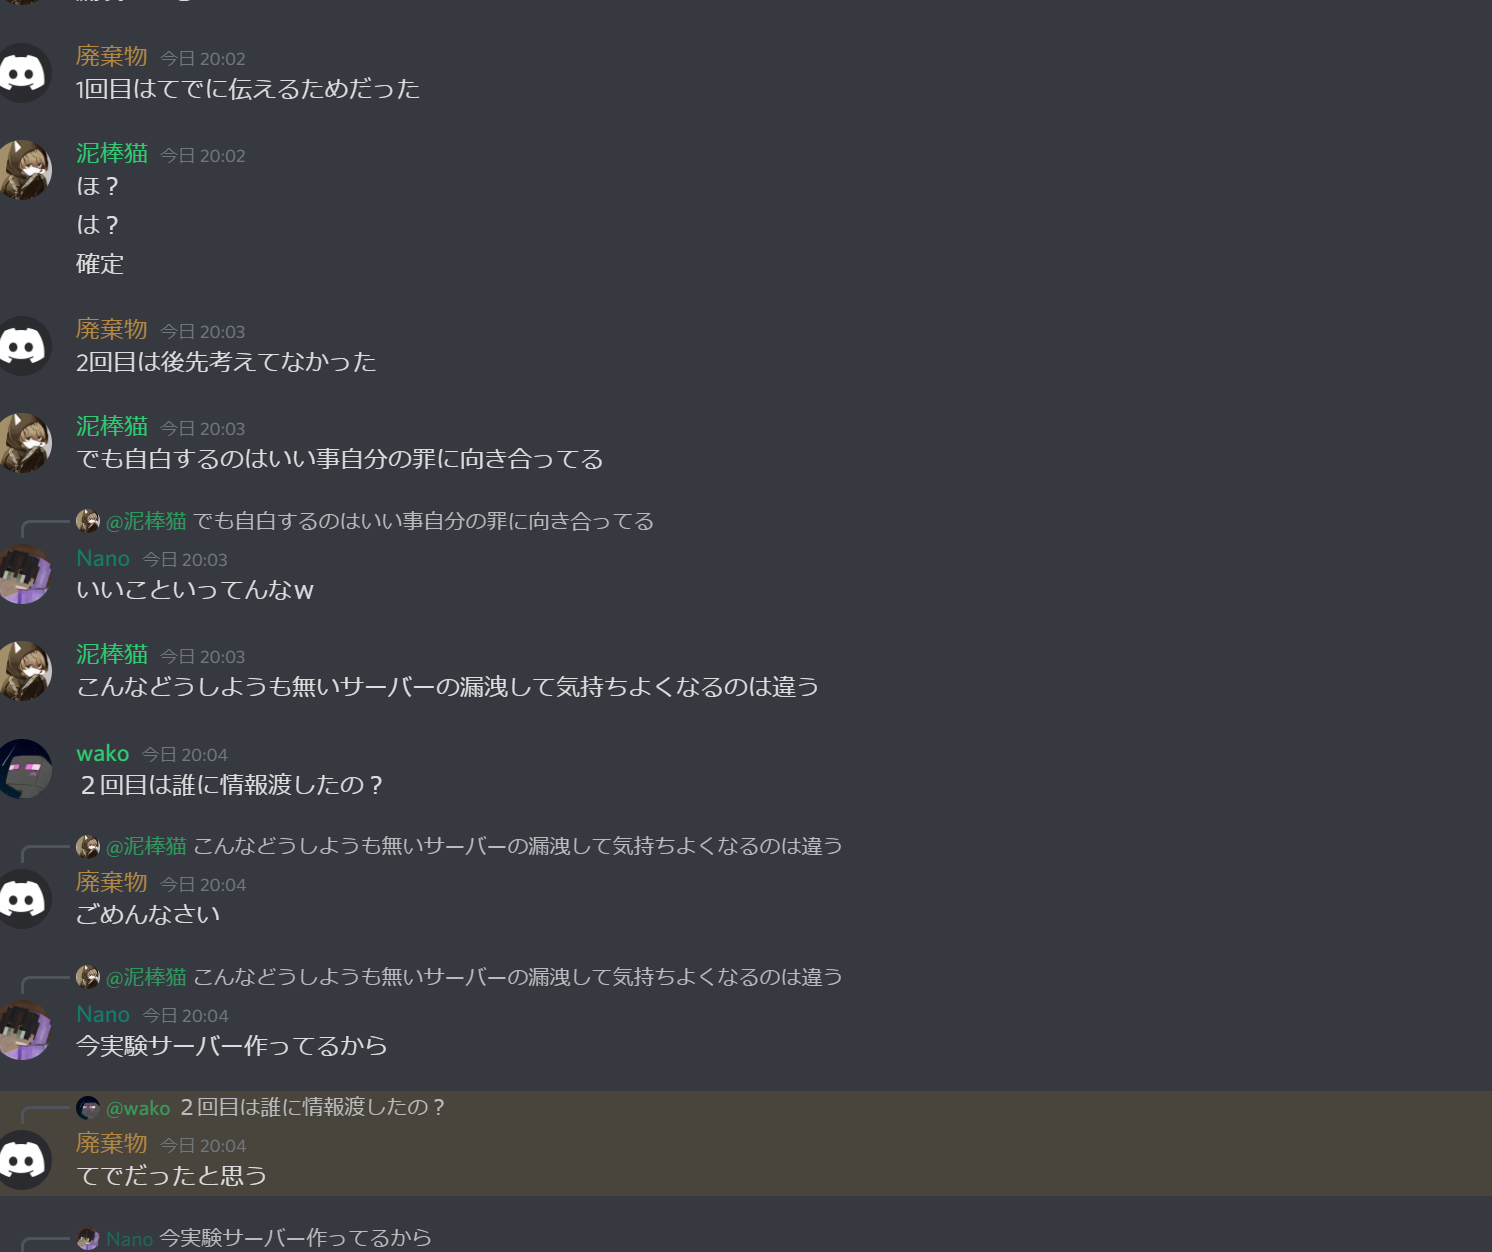 廃棄物 今日 20:02
1回目はてでに伝えるためだった
泥棒猫 今日 20:02
ほ？
は？
確定
廃棄物 今日 20:03
2回目は後先考えてなかった
泥棒猫 今日 20:03
でも自白するのはいい事自分の罪に向き合ってる
@泥棒猫 でも自白するのはいい事自分の罪に向き合ってる
Nano 今日 20:03
いいこといってんなw
泥棒猫 今日 20:03
こんなどうしようも無いサーバーの漏洩して気持ちよくなるのは違う
wako 今日 20:04
２回目は誰に情報渡したの？
@泥棒猫 こんなどうしようも無いサーバーの漏洩して気持ちよくなるのは違う
廃棄物 今日 20:04
ごめんなさい
@泥棒猫 こんなどうしようも無いサーバーの漏洩して気持ちよくなるのは違う
Nano 今日 20:04
今実験サーバー作ってるから
@wako ２回目は誰に情報渡したの？
廃棄物 今日 20:04
てでだったと思う
Nano 今実験サーバー作ってるから